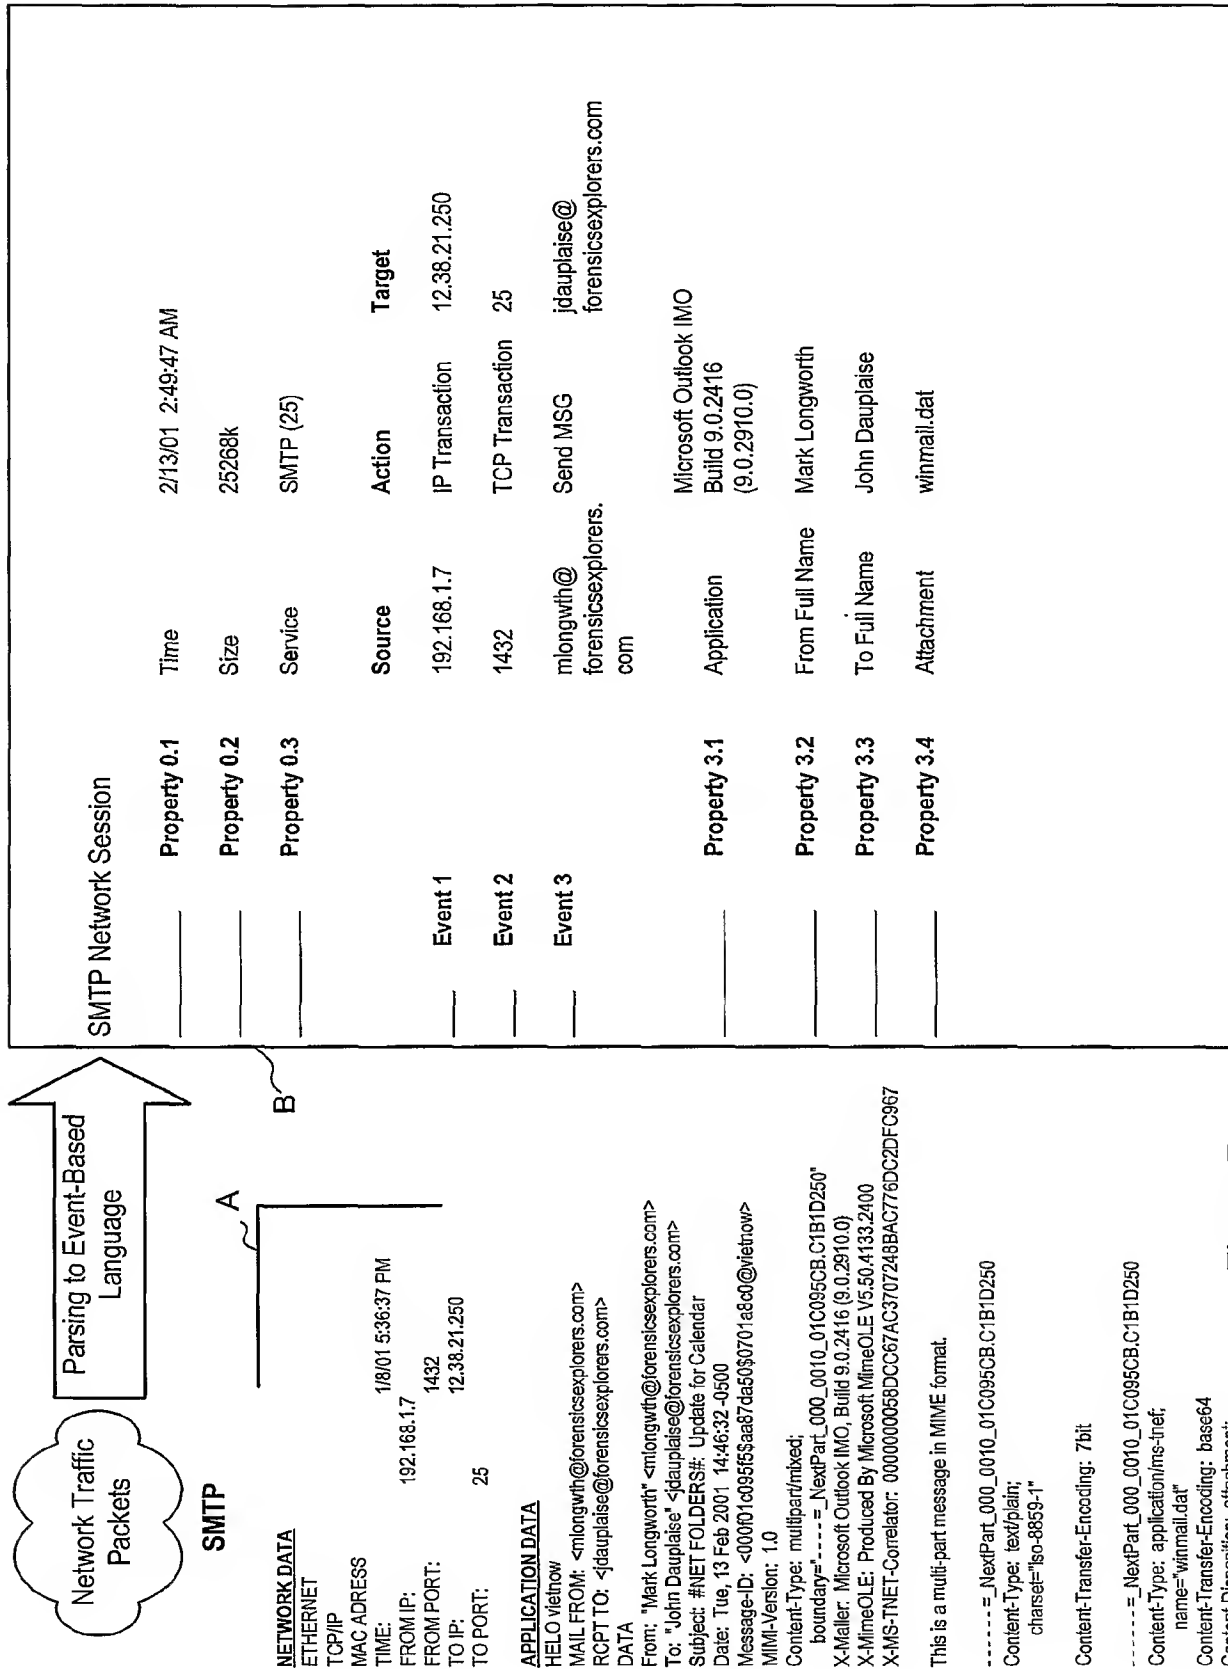 Network Traffic
Packets
Parsing to Event-Based
Language
SMTP
A
B
NETWORK DATA
ETHERNET
TCP/IP
MAC ADRESS
TIME: 1/8/01 5:36:37 PM
FROM IP: 192.168.1.7
FROM PORT: 1432
TO IP: 12.38.21.250
TO PORT: 25
APPLICATION DATA
HELO vietnow
MAIL FROM: <mlongwth@forensicsexplorers.com>
RCPT TO: <jdauplaise@forensicsexplorers.com>
DATA
From: "Mark Longworth" <mlongwth@forensicsexplorers.com>
To: "John Dauplaise" <jdauplaise@forensicsexplorers.com>
Subject: #NET FOLDERS#: Update for Calendar
Date: Tue, 13 Feb 2001 14:46:32 -0500
Message-ID: <000f01c095f5$aa87da50$0701a8c0@vietnow>
MIMI-Version: 1.0
Content-Type: multipart/mixed;
boundary="----=_NextPart_000_0010_01C095CB.C1B1D250"
X-Mailer: Microsoft Outlook IMO, Build 9.0.2416 (9.0.2910.0)
X-MimeOLE: Produced By Microsoft MimeOLE V5.50.4133.2400
X-MS-TNET-Correlator: 0000000058DCC67AC3707248BAC776DC2DFC967
This is a multi-part message in MIME format.
------=_NextPart_000_0010_01C095CB.C1B1D250
Content-Type: text/plain;
charset="Iso-8859-1"
Content-Transfer-Encoding: 7bit
------=_NextPart_000_0010_01C095CB.C1B1D250
Content-Type: application/ms-tnef;
name="winmail.dat"
Content-Transfer-Encoding: base64
SMTP Network Session
Property 0.1 Time 2/13/01 2:49:47 AM
Property 0.2 Size 25268k
Property 0.3 Service SMTP (25)
Source Action Target
Event 1 192.168.1.7 IP Transaction 12.38.21.250
Event 2 1432 TCP Transaction 25
Event 3 mlongwth@ Send MSG jdauplaise@
forensicsexplorers. forensicsexplorers.com
com
Property 3.1 Application Microsoft Outlook IMO
Build 9.0.2416
(9.0.2910.0)
Property 3.2 From Full Name Mark Longworth
Property 3.3 To Full Name John Dauplaise
Property 3.4 Attachment winmail.dat